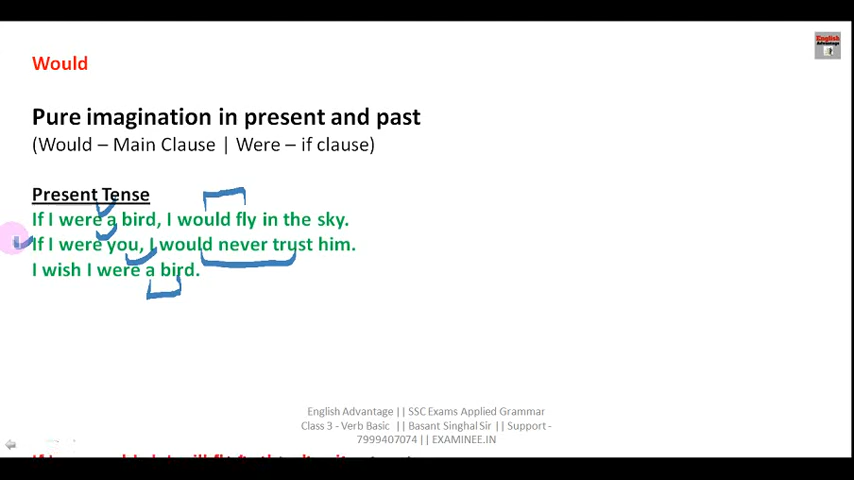 English
Advantage
Would
Pure imagination in present and past
(Would – Main Clause | Were – if clause)
Present Tense
If I were a bird, I would fly in the sky.
If I were you, I would never trust him.
I wish I were a bird.
English Advantage || SSC Exams Applied Grammar
Class 3 - Verb Basic || Basant Singhal Sir || Support -
7999407074 || EXAMINEE.IN